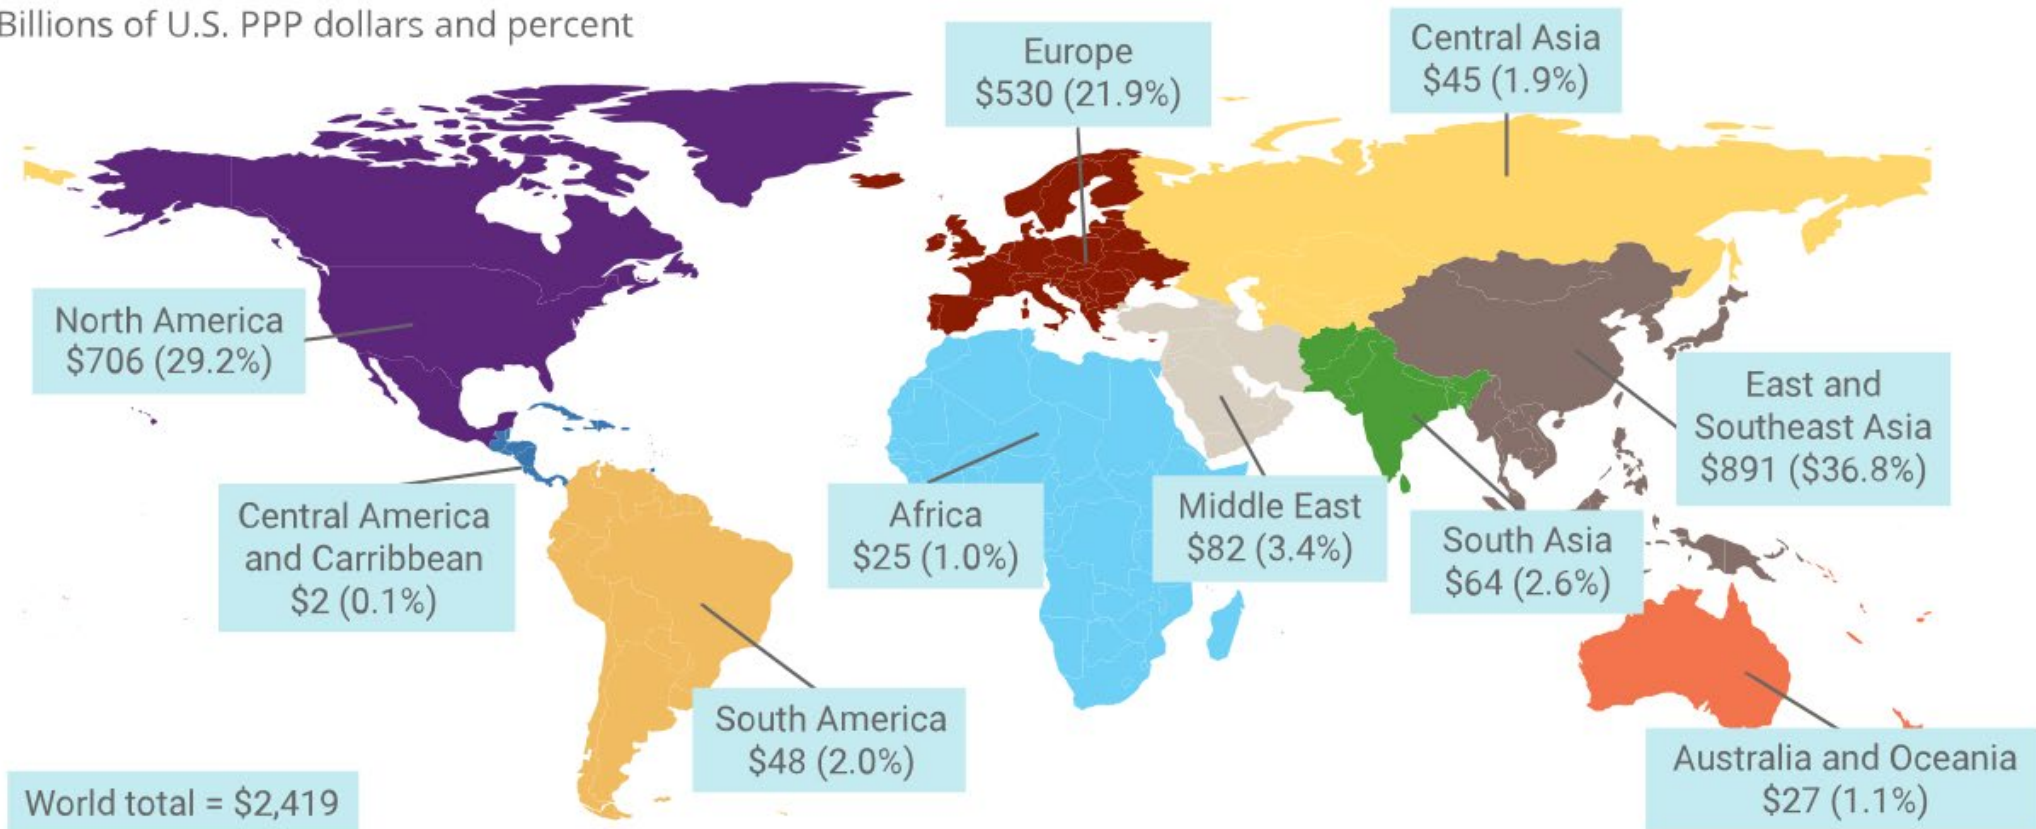 Billions of U.S. PPP dollars and percent
Europe
$530 (21.9%)
Central Asia
$45 (1.9%)
North America
$706 (29.2%)
East and
Southeast Asia
$891 ($36.8%)
Central America
and Carribbean
$2 (0.1%)
Africa
$25 (1.0%)
Middle East
$82 (3.4%)
South Asia
$64 (2.6%)
South America
$48 (2.0%)
Australia and Oceania
$27 (1.1%)
World total = $2,419